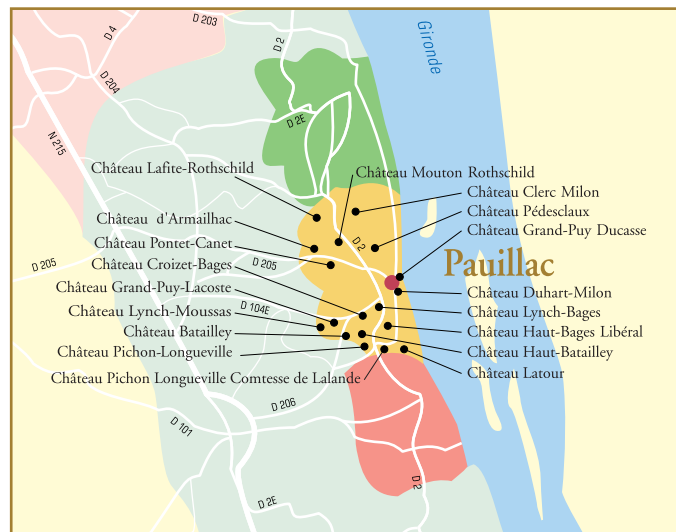 D 203
D 4
D 2
Gironde
D 204
D 2E
N 215
Château Lafite-Rothschild
Château Mouton Rothschild
Château Clerc Milon
Château Pédesclaux
Château d'Armailhac
Château Grand-Puy Ducasse
Château Pontet-Canet
D 2
Château Croizet-Bages
D 205
D 205
Pauillac
Château Grand-Puy-Lacoste
Château Duhart-Milon
Château Lynch-Moussas
D 104E
Château Lynch-Bages
Château Batailley
Château Haut-Bages Libéral
Château Pichon-Longueville
Château Haut-Batailley
Château Pichon Longueville Comtesse de Lalande
Château Latour
D 206
D 101
D 2
D 2E